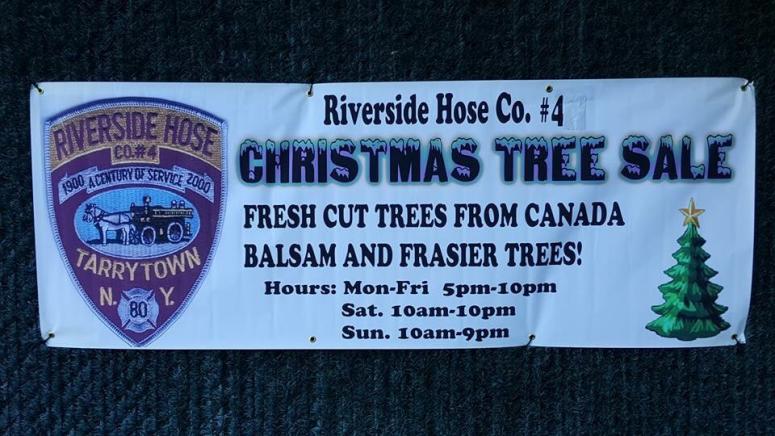 RIVERSIDE HOSE
CO.#4
1900 A CENTURY OF SERVICE 2000
TARRYTOWN
N. 80 Y.
Riverside Hose Co. #4
CHRISTMAS TREE SALE
FRESH CUT TREES FROM CANADA
BALSAM AND FRASIER TREES!
Hours: Mon-Fri 5pm-10pm
Sat. 10am-10pm
Sun. 10am-9pm